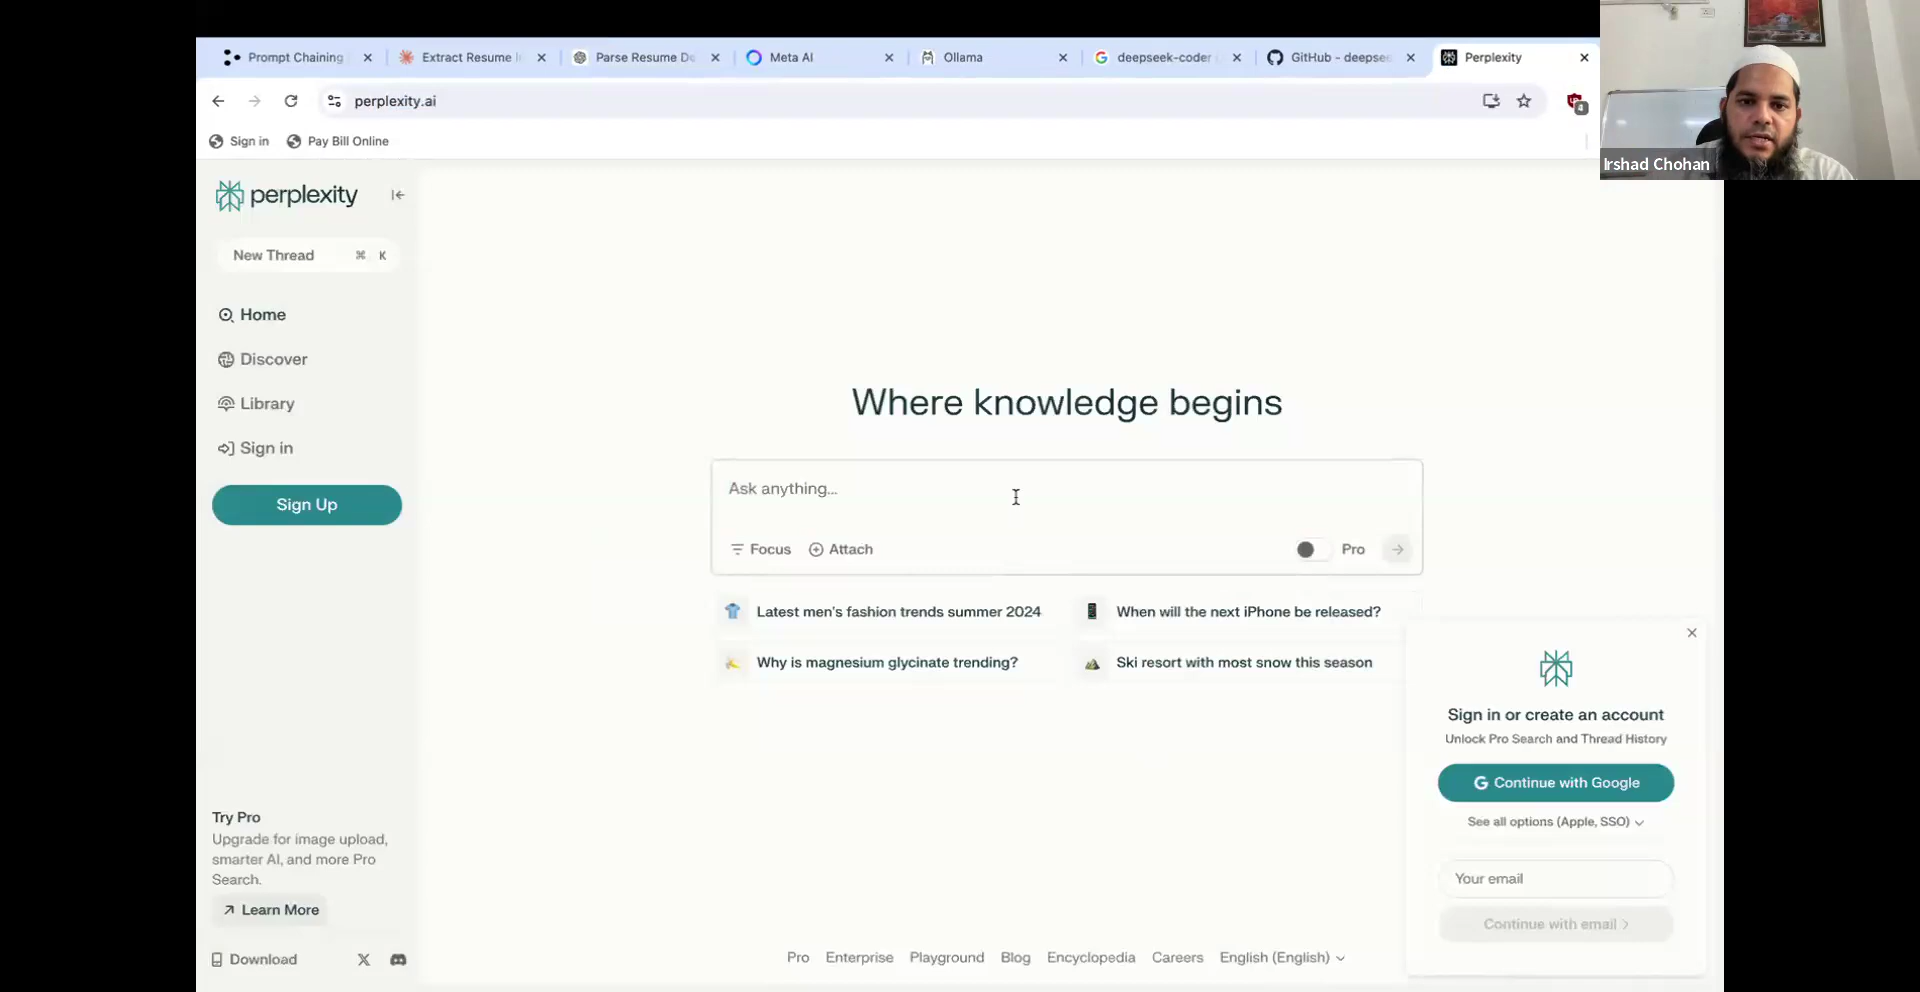 Prompt Chaining
Extract Resume I
Parse Resume Do
Meta AI
Ollama
deepseek-coder
GitHub - deepsee
Perplexity
perplexity.ai
4
Sign in
Pay Bill Online
Irshad Chohan
perplexity
New Thread ⌘ K
Home
Discover
Library
Sign in
Sign Up
Where knowledge begins
Ask anything...
Focus
Attach
Pro
Latest men's fashion trends summer 2024
When will the next iPhone be released?
Why is magnesium glycinate trending?
Ski resort with most snow this season
Sign in or create an account
Unlock Pro Search and Thread History
Continue with Google
See all options (Apple, SSO)
Your email
Continue with email
Try Pro
Upgrade for image upload,
smarter AI, and more Pro
Search.
Learn More
Download
Pro Enterprise Playground Blog Encyclopedia Careers English (English)